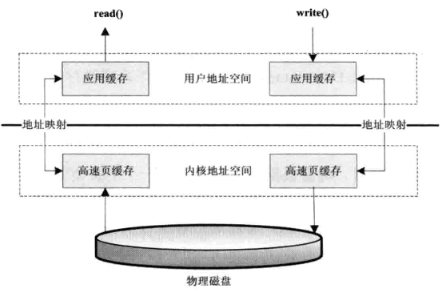 read() write()
应用缓存 用户地址空间 应用缓存
地址映射 地址映射
高速页缓存 内核地址空间 高速页缓存
物理磁盘